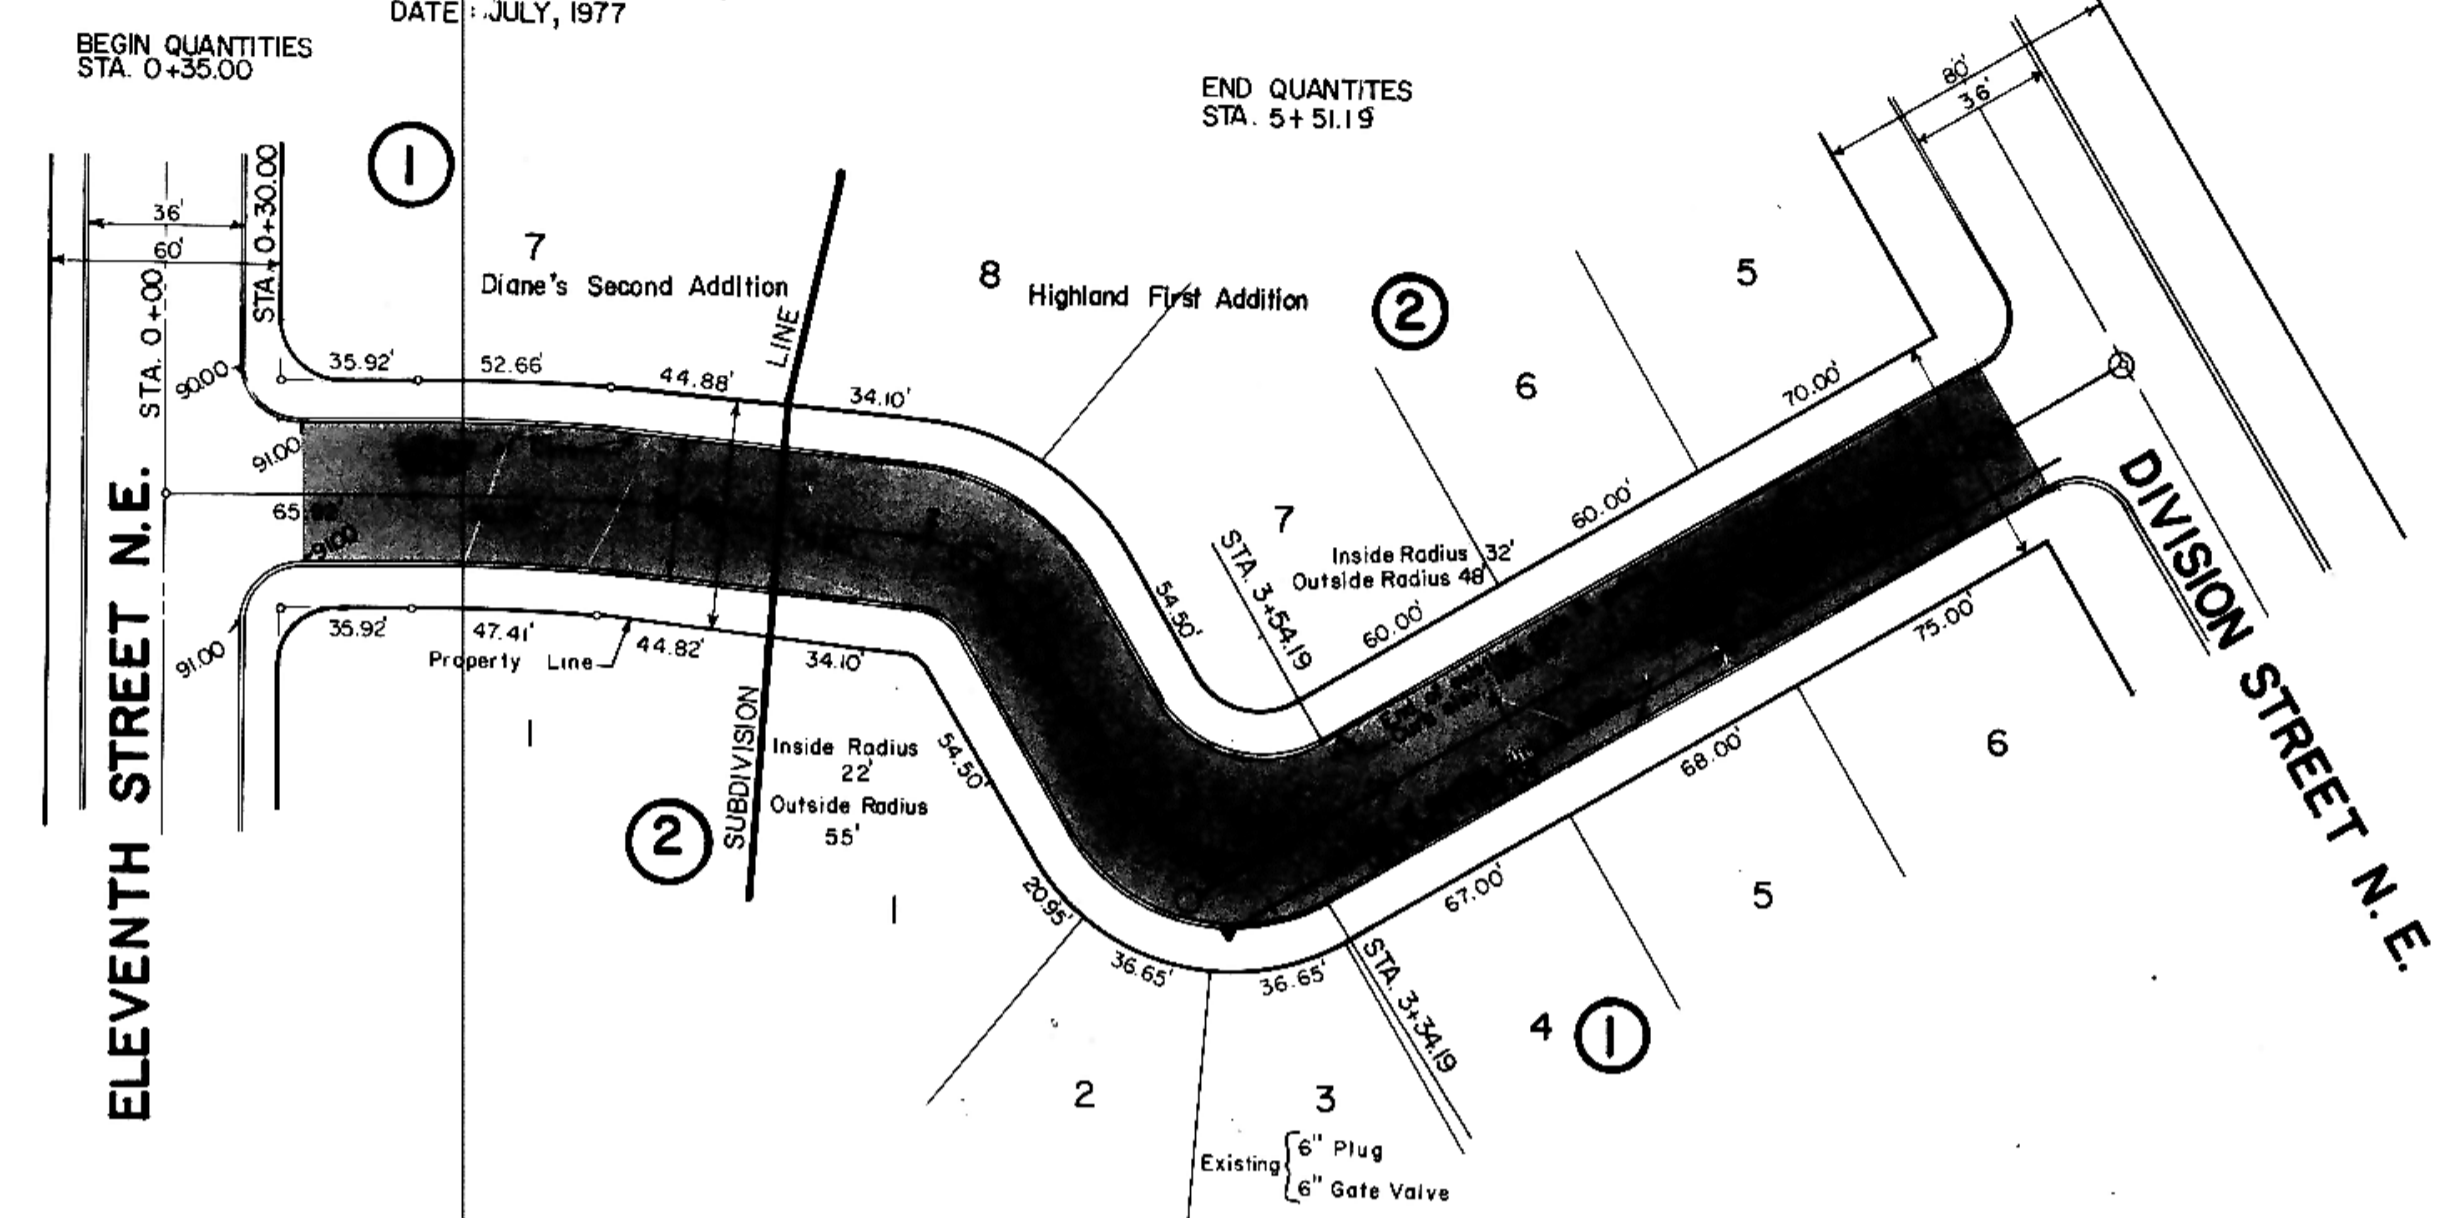 DATE : JULY, 1977
BEGIN QUANTITIES
STA. 0+35.00
END QUANTITES
STA. 5+51.19
80'
36'
1
36'
60'
STA. 0+30.00
STA. 0+00
7
Diane's Second Addition
8
Highland First Addition
2
5
6
LINE
90.00
35.92'
52.66'
44.88'
34.10'
70.00'
91.00
65
91.00
7
Inside Radius 32'
Outside Radius 48'
60.00'
STA. 3+54.19
60.00'
54.50'
DIVISION STREET N. E.
ELEVENTH STREET N.E.
91.00
35.92'
47.41'
44.82'
34.10'
Property Line
75.00'
1
SUBDIVISION
Inside Radius
22'
Outside Radius
55'
54.50'
68.00'
6
2
1
20.95'
36.65'
36.65'
67.00'
5
STA. 3+34.19
4
1
2
3
Existing
6" Plug
6" Gate Valve